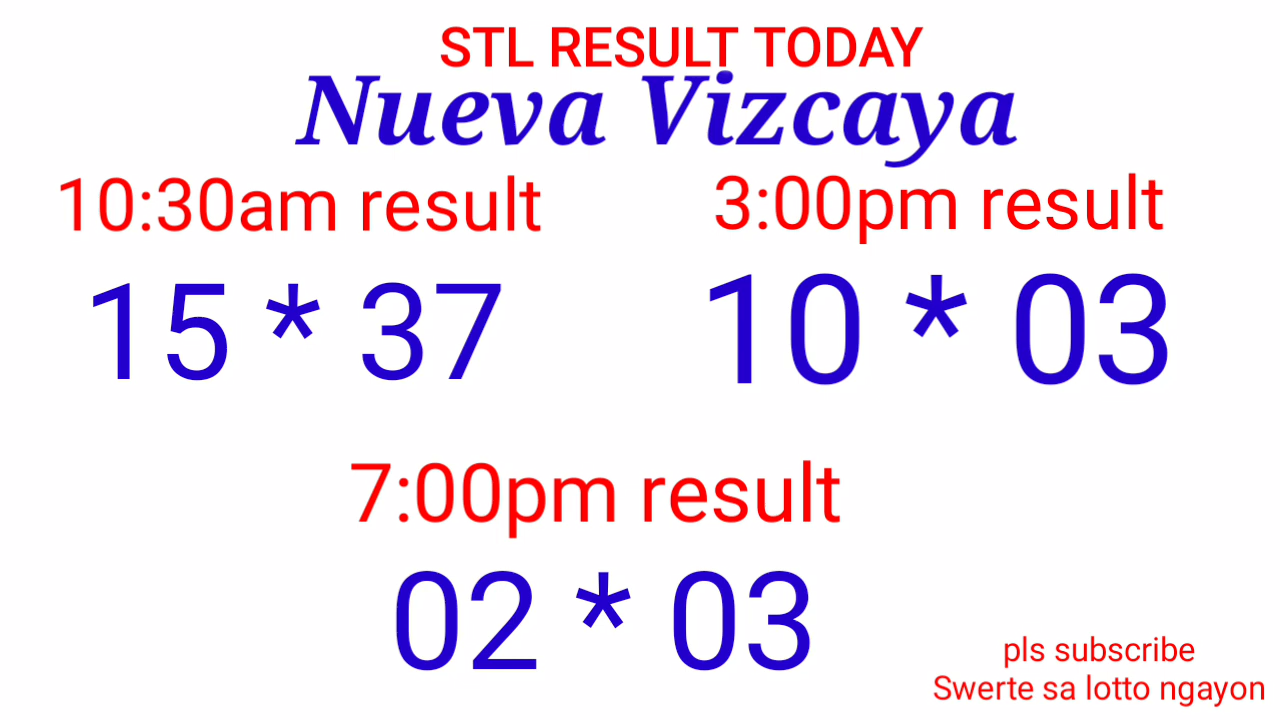 STL RESULT TODAY
Nueva Vizcaya
10:30am result
15 * 37
3:00pm result
10 * 03
7:00pm result
02 * 03
pls subscribe
Swerte sa lotto ngayon